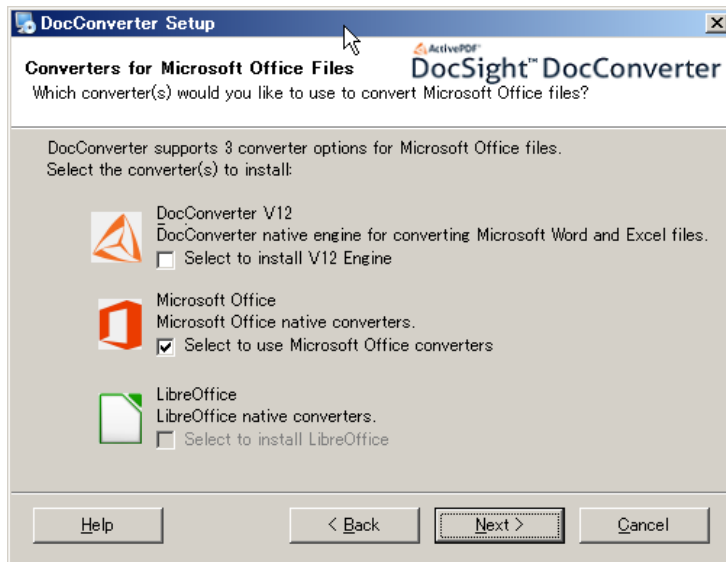 DocConverter Setup
ActivePDF®
DocSight™ DocConverter
Converters for Microsoft Office Files
Which converter(s) would you like to use to convert Microsoft Office files?
DocConverter supports 3 converter options for Microsoft Office files.
Select the converter(s) to install:
DocConverter V12
DocConverter native engine for converting Microsoft Word and Excel files.
Select to install V12 Engine
Microsoft Office
Microsoft Office native converters.
Select to use Microsoft Office converters
LibreOffice
LibreOffice native converters.
Select to install LibreOffice
Help
< Back
Next >
Cancel